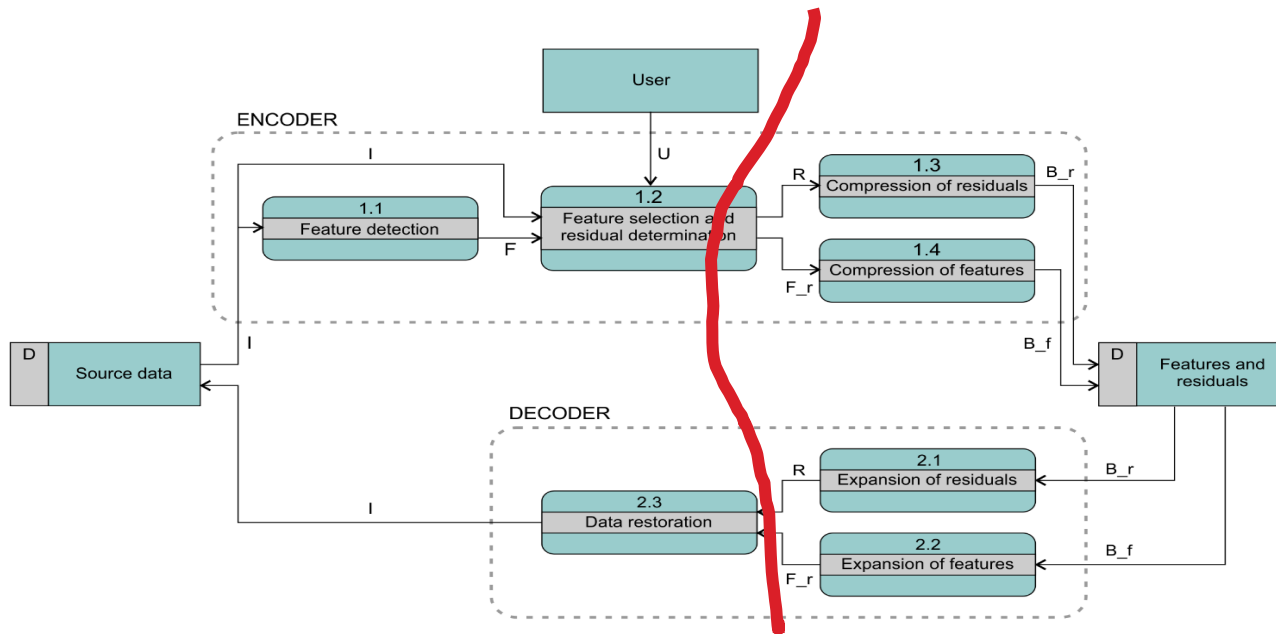 User
ENCODER
I
U
1.1
Feature detection
F
1.2
Feature selection and
residual determination
R
1.3
Compression of residuals
B_r
F_r
1.4
Compression of features
B_f
I
D
Source data
D
Features and
residuals
DECODER
2.1
Expansion of residuals
B_r
R
2.3
Data restoration
I
2.2
Expansion of features
B_f
F_r